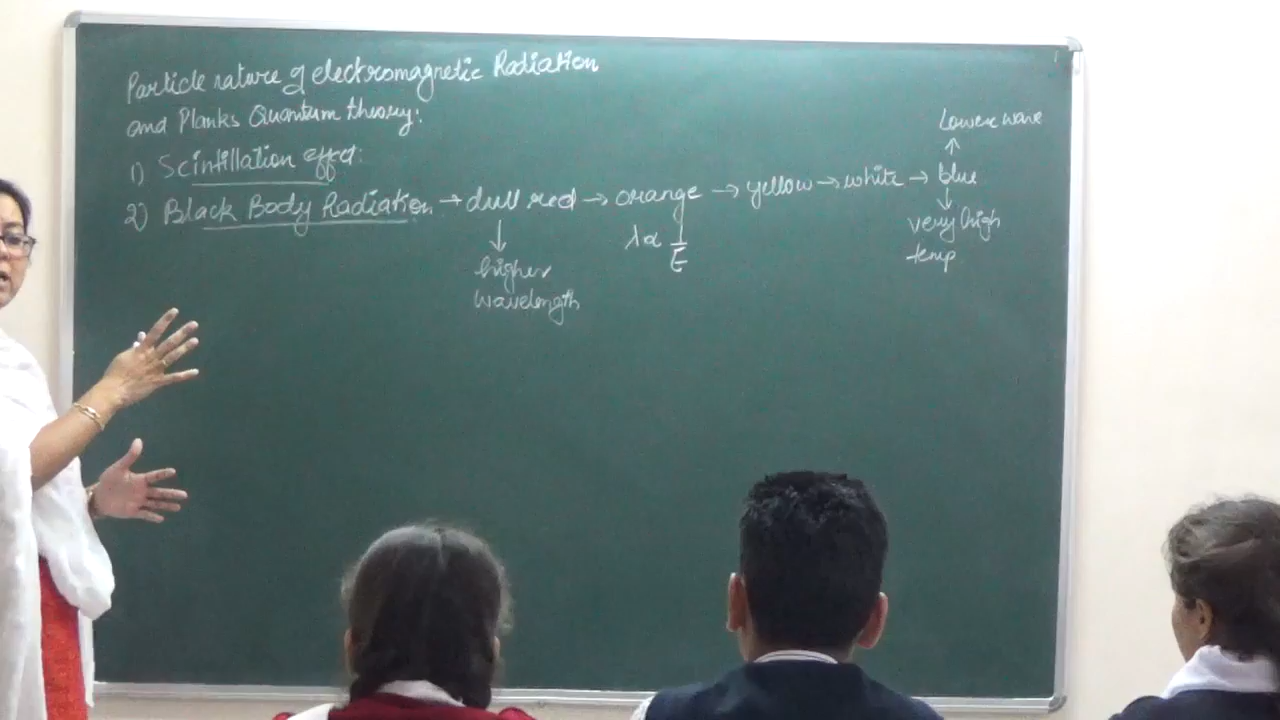 Particle nature of electromagnetic Radiation
and Planks Quantum theory:
1) Scintillation effect:
2) Black Body Radiation → dull red → orange → yellow → white → blue
↓
higher
wavelength
λ ∝ 1/E
↑
Lower wave
↓
very high
temp